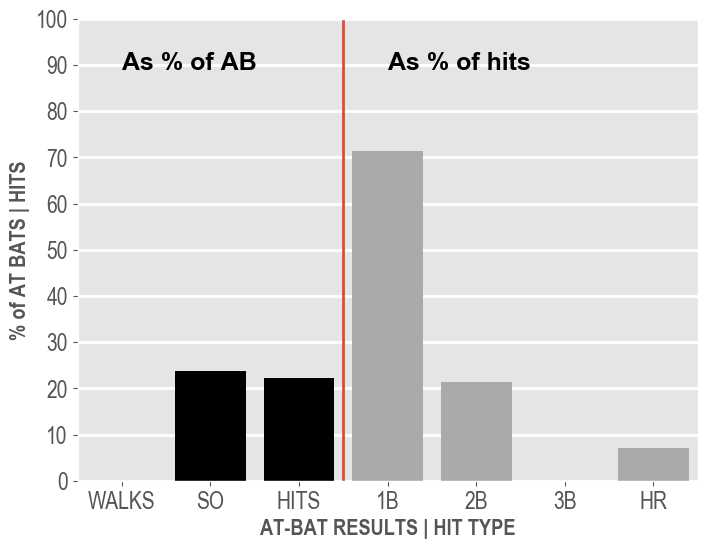 As % of AB
As % of hits
100
90
80
70
60
50
40
30
20
10
0
% of AT BATS | HITS
WALKS SO HITS 1B 2B 3B HR
AT-BAT RESULTS | HIT TYPE